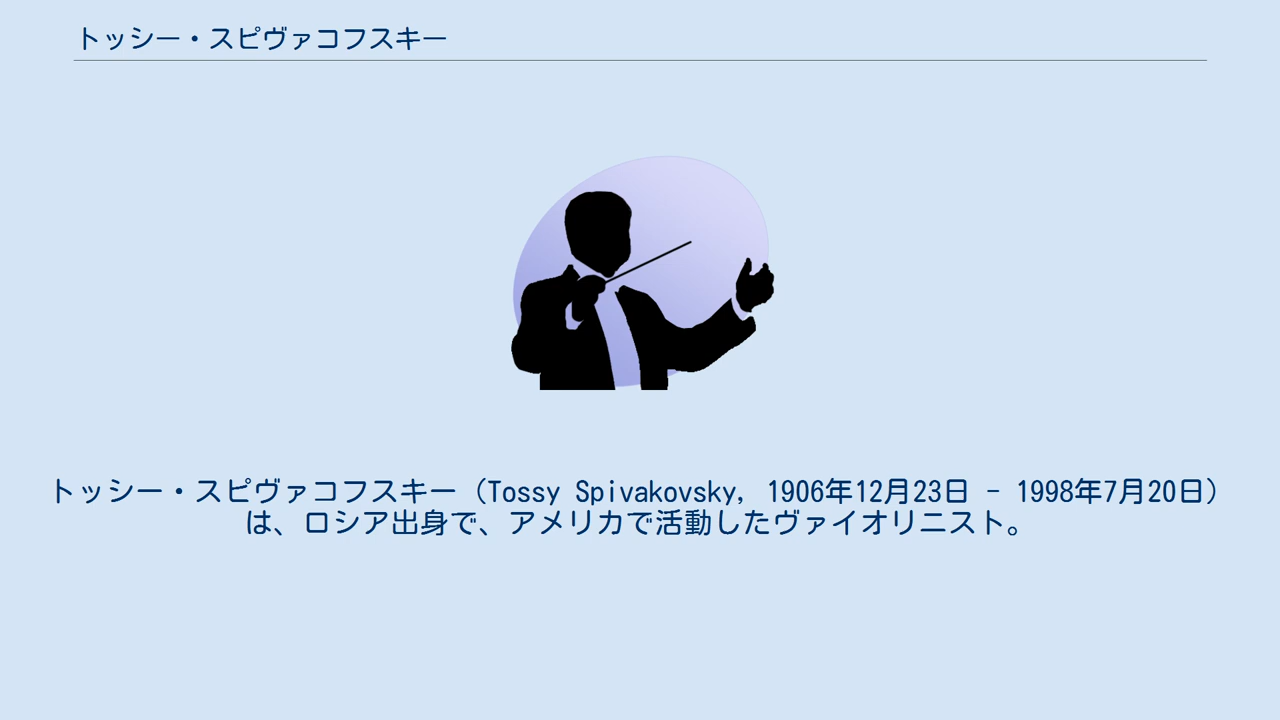 トッシー・スピヴァコフスキー
トッシー・スピヴァコフスキー（Tossy Spivakovsky, 1906年12月23日 - 1998年7月20日）
は、ロシア出身で、アメリカで活動したヴァイオリニスト。